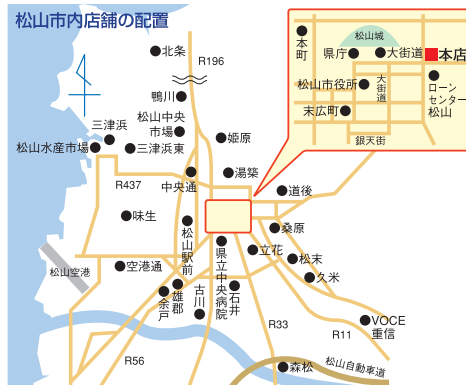 松山市内店舗の配置
北条
R196
鴨川
松山中央
市場
三津浜
松山水産市場
三津浜東
姫原
湯築
中央通
R437
道後
味生
松山駅前
桑原
立花
県立中央病院
松末
空港通
松山空港
久米
余戸
雄郡
古川
石井
VOCE
重信
R33
R11
R56
森松
松山自動車道
本町
松山城
県庁
大街道
本店
松山市役所
大街道
ローン
センター
松山
末広町
銀天街